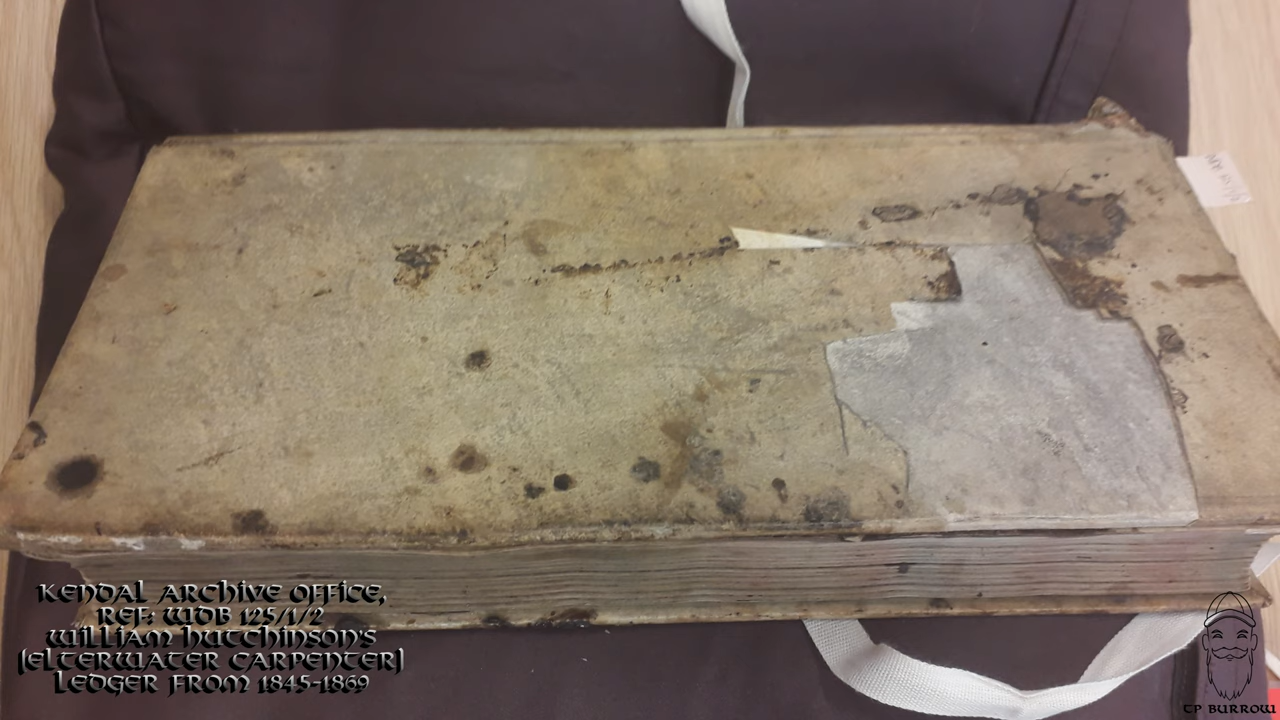 KENDAL ARCHIVE OFFICE,
REF: WDB 125/1/2
WILLIAM HUTCHINSON'S
(ELTERWATER CARPENTER)
LEDGER FROM 1845-1869
TP BURROW